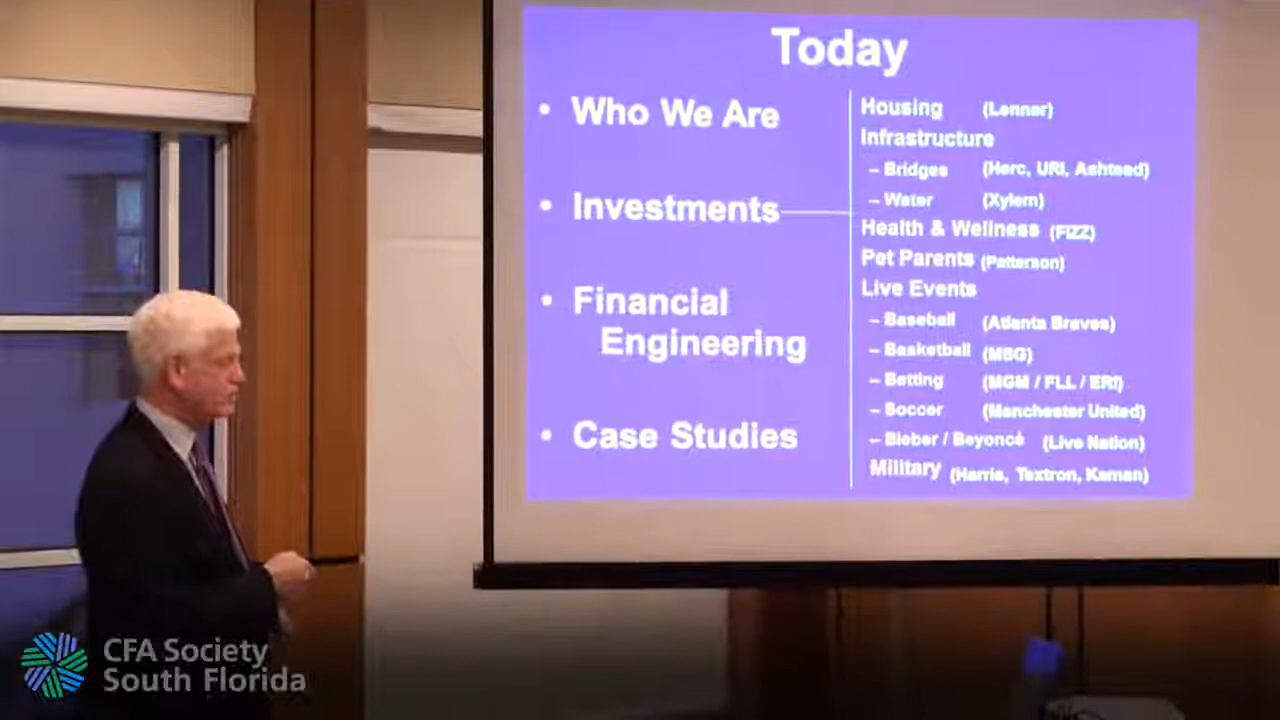 Today
• Who We Are
• Investments
• Financial
Engineering
• Case Studies
Housing (Lennar)
Infrastructure
– Bridges (Herc, URI, Ashtead)
– Water (Xylem)
Health & Wellness (FIZZ)
Pet Parents (Patterson)
Live Events
– Baseball (Atlanta Braves)
– Basketball (MSG)
– Betting (MGM / FLL / ERI)
– Soccer (Manchester United)
– Bieber / Beyoncé (Live Nation)
Military (Harris, Textron, Kaman)
CFA Society
South Florida